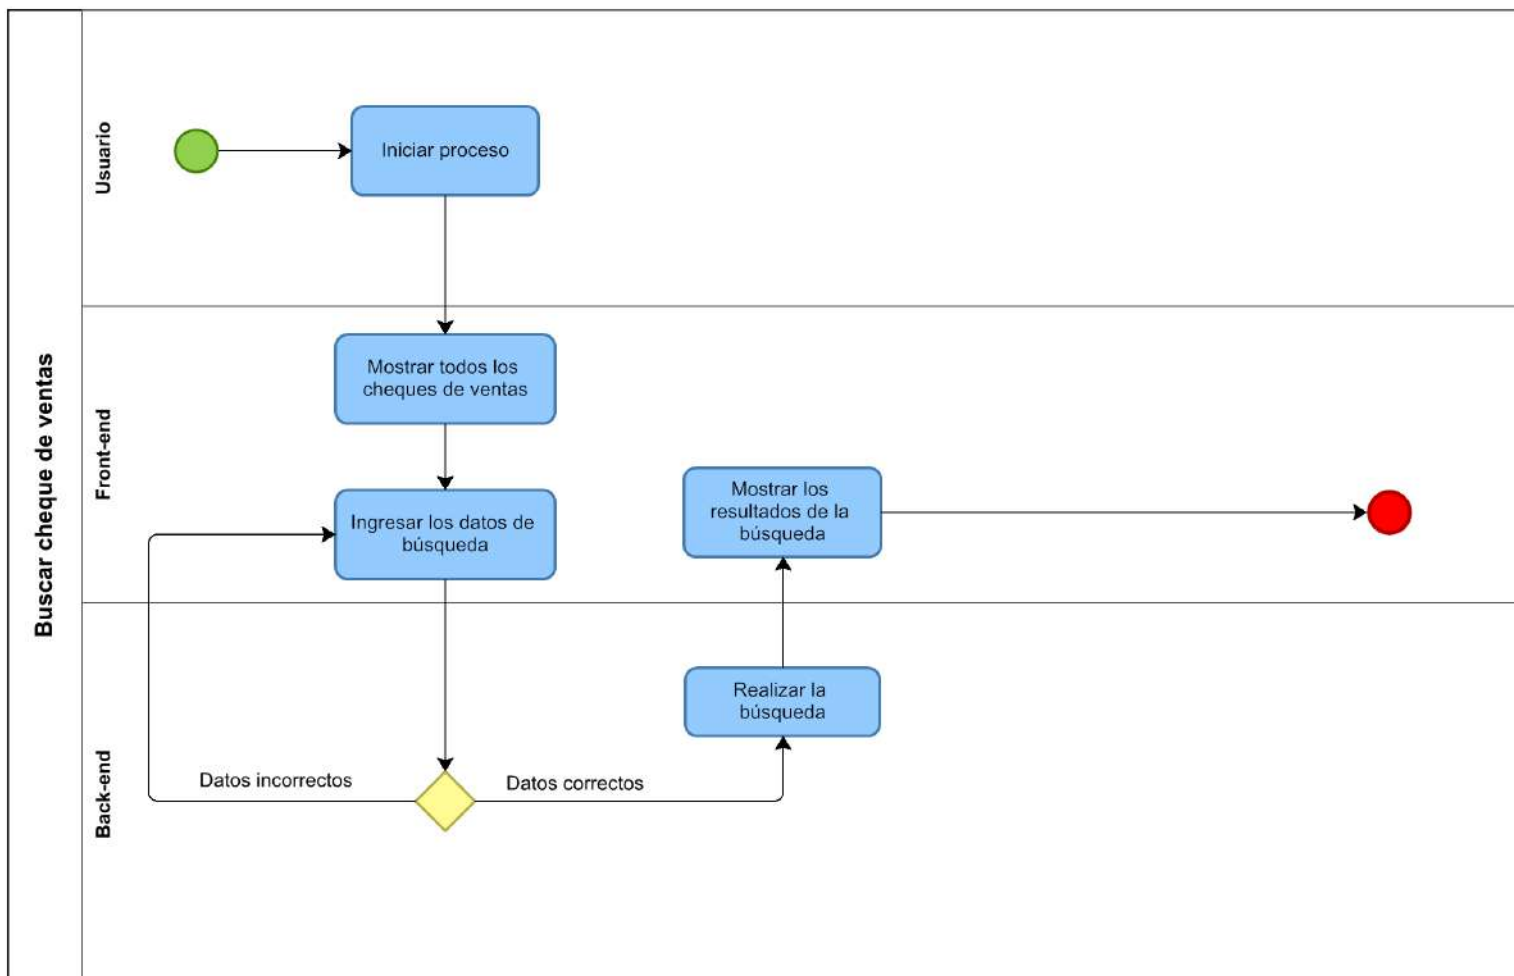 Buscar cheque de ventas
Usuario
Iniciar proceso
Front-end
Mostrar todos los
cheques de ventas
Ingresar los datos de
búsqueda
Mostrar los
resultados de la
búsqueda
Back-end
Realizar la
búsqueda
Datos incorrectos
Datos correctos